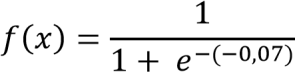 f(x) = 1 / (1 + e^{-(-0,07)})